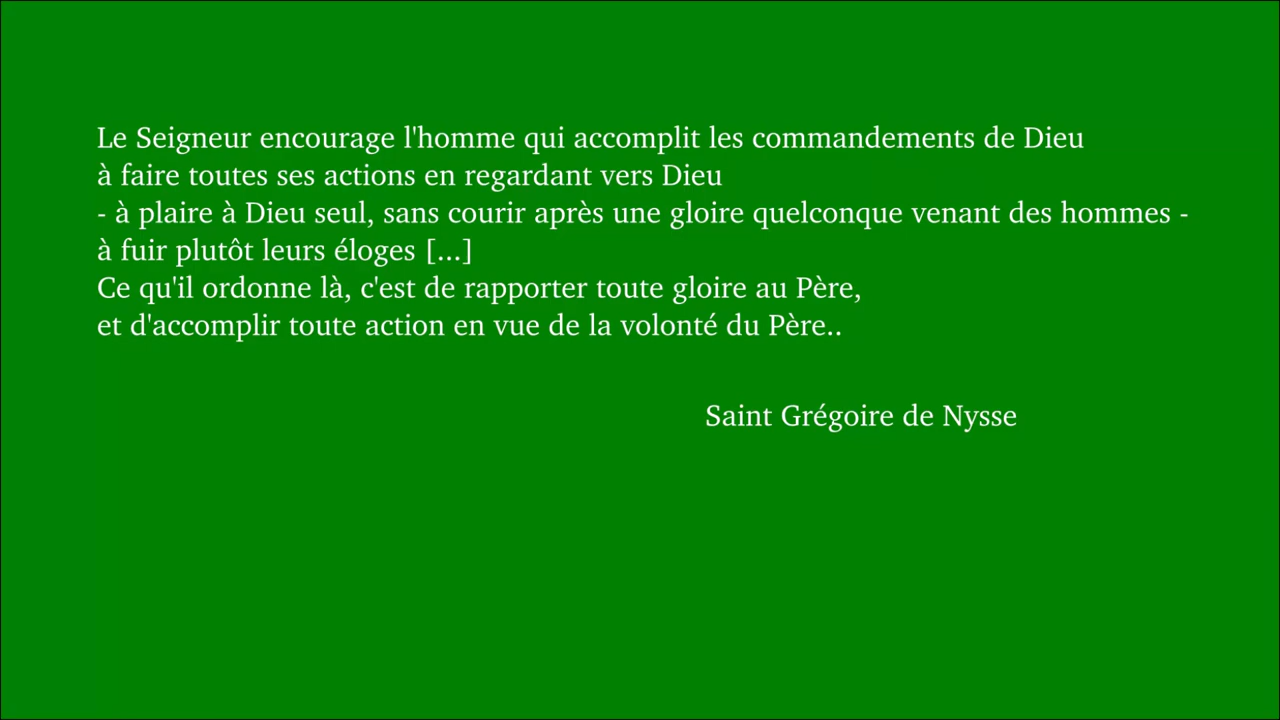 Le Seigneur encourage l'homme qui accomplit les commandements de Dieu
à faire toutes ses actions en regardant vers Dieu
- à plaire à Dieu seul, sans courir après une gloire quelconque venant des hommes -
à fuir plutôt leurs éloges [...]
Ce qu'il ordonne là, c'est de rapporter toute gloire au Père,
et d'accomplir toute action en vue de la volonté du Père..
Saint Grégoire de Nysse